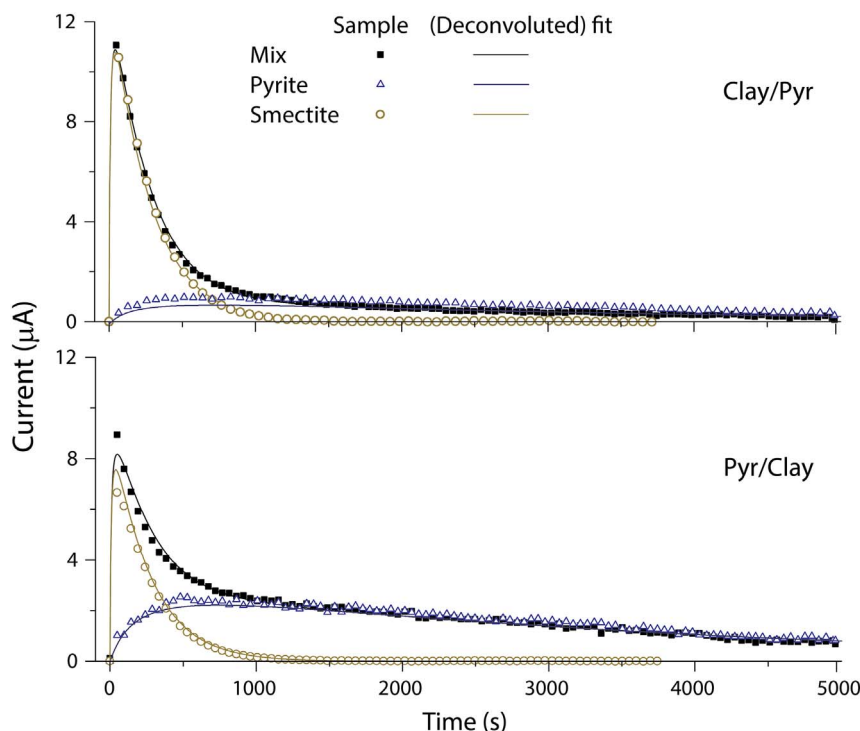 12
8
4
0
Sample (Deconvoluted) fit
Mix
Pyrite
Smectite
Clay/Pyr
Current (μA)
12
8
4
0
Pyr/Clay
0 1000 2000 3000 4000 5000
Time (s)